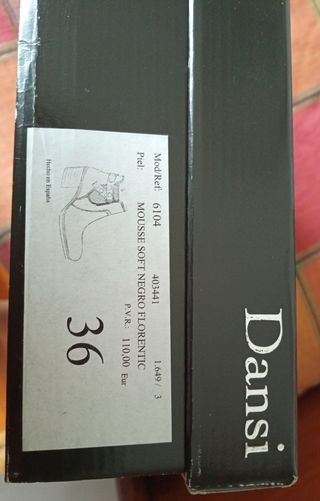 Mod/Ref: 6104 403441 1.649 / 3
Piel: MOUSSE SOFT NEGRO FLORENTIC
P.V.R.: 110,00 Eur
36
Hecho en España
Dansi